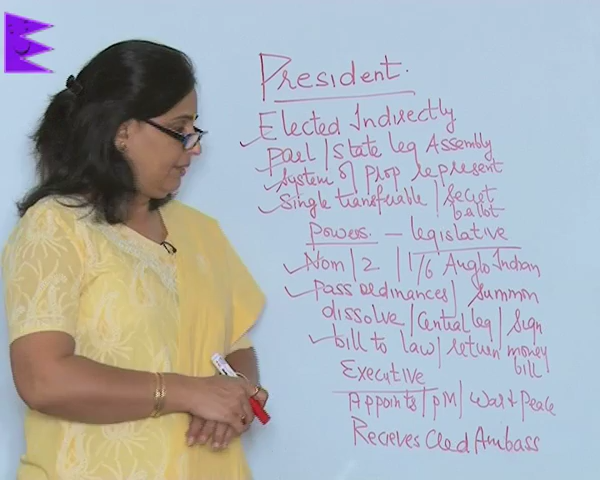 President.
Elected Indirectly
Parl / State leg Assembly
System of prop represent
Single transferable / Secret
ballot
Powers. - legislative
Nom / 2 / 1/6 Anglo Indian
Pass ordinances / Summon
dissolve / Central leg / Sign
bill to law / return money
bill
Executive
Appoints / PM / War & Peace
Recieves Cred Ambass